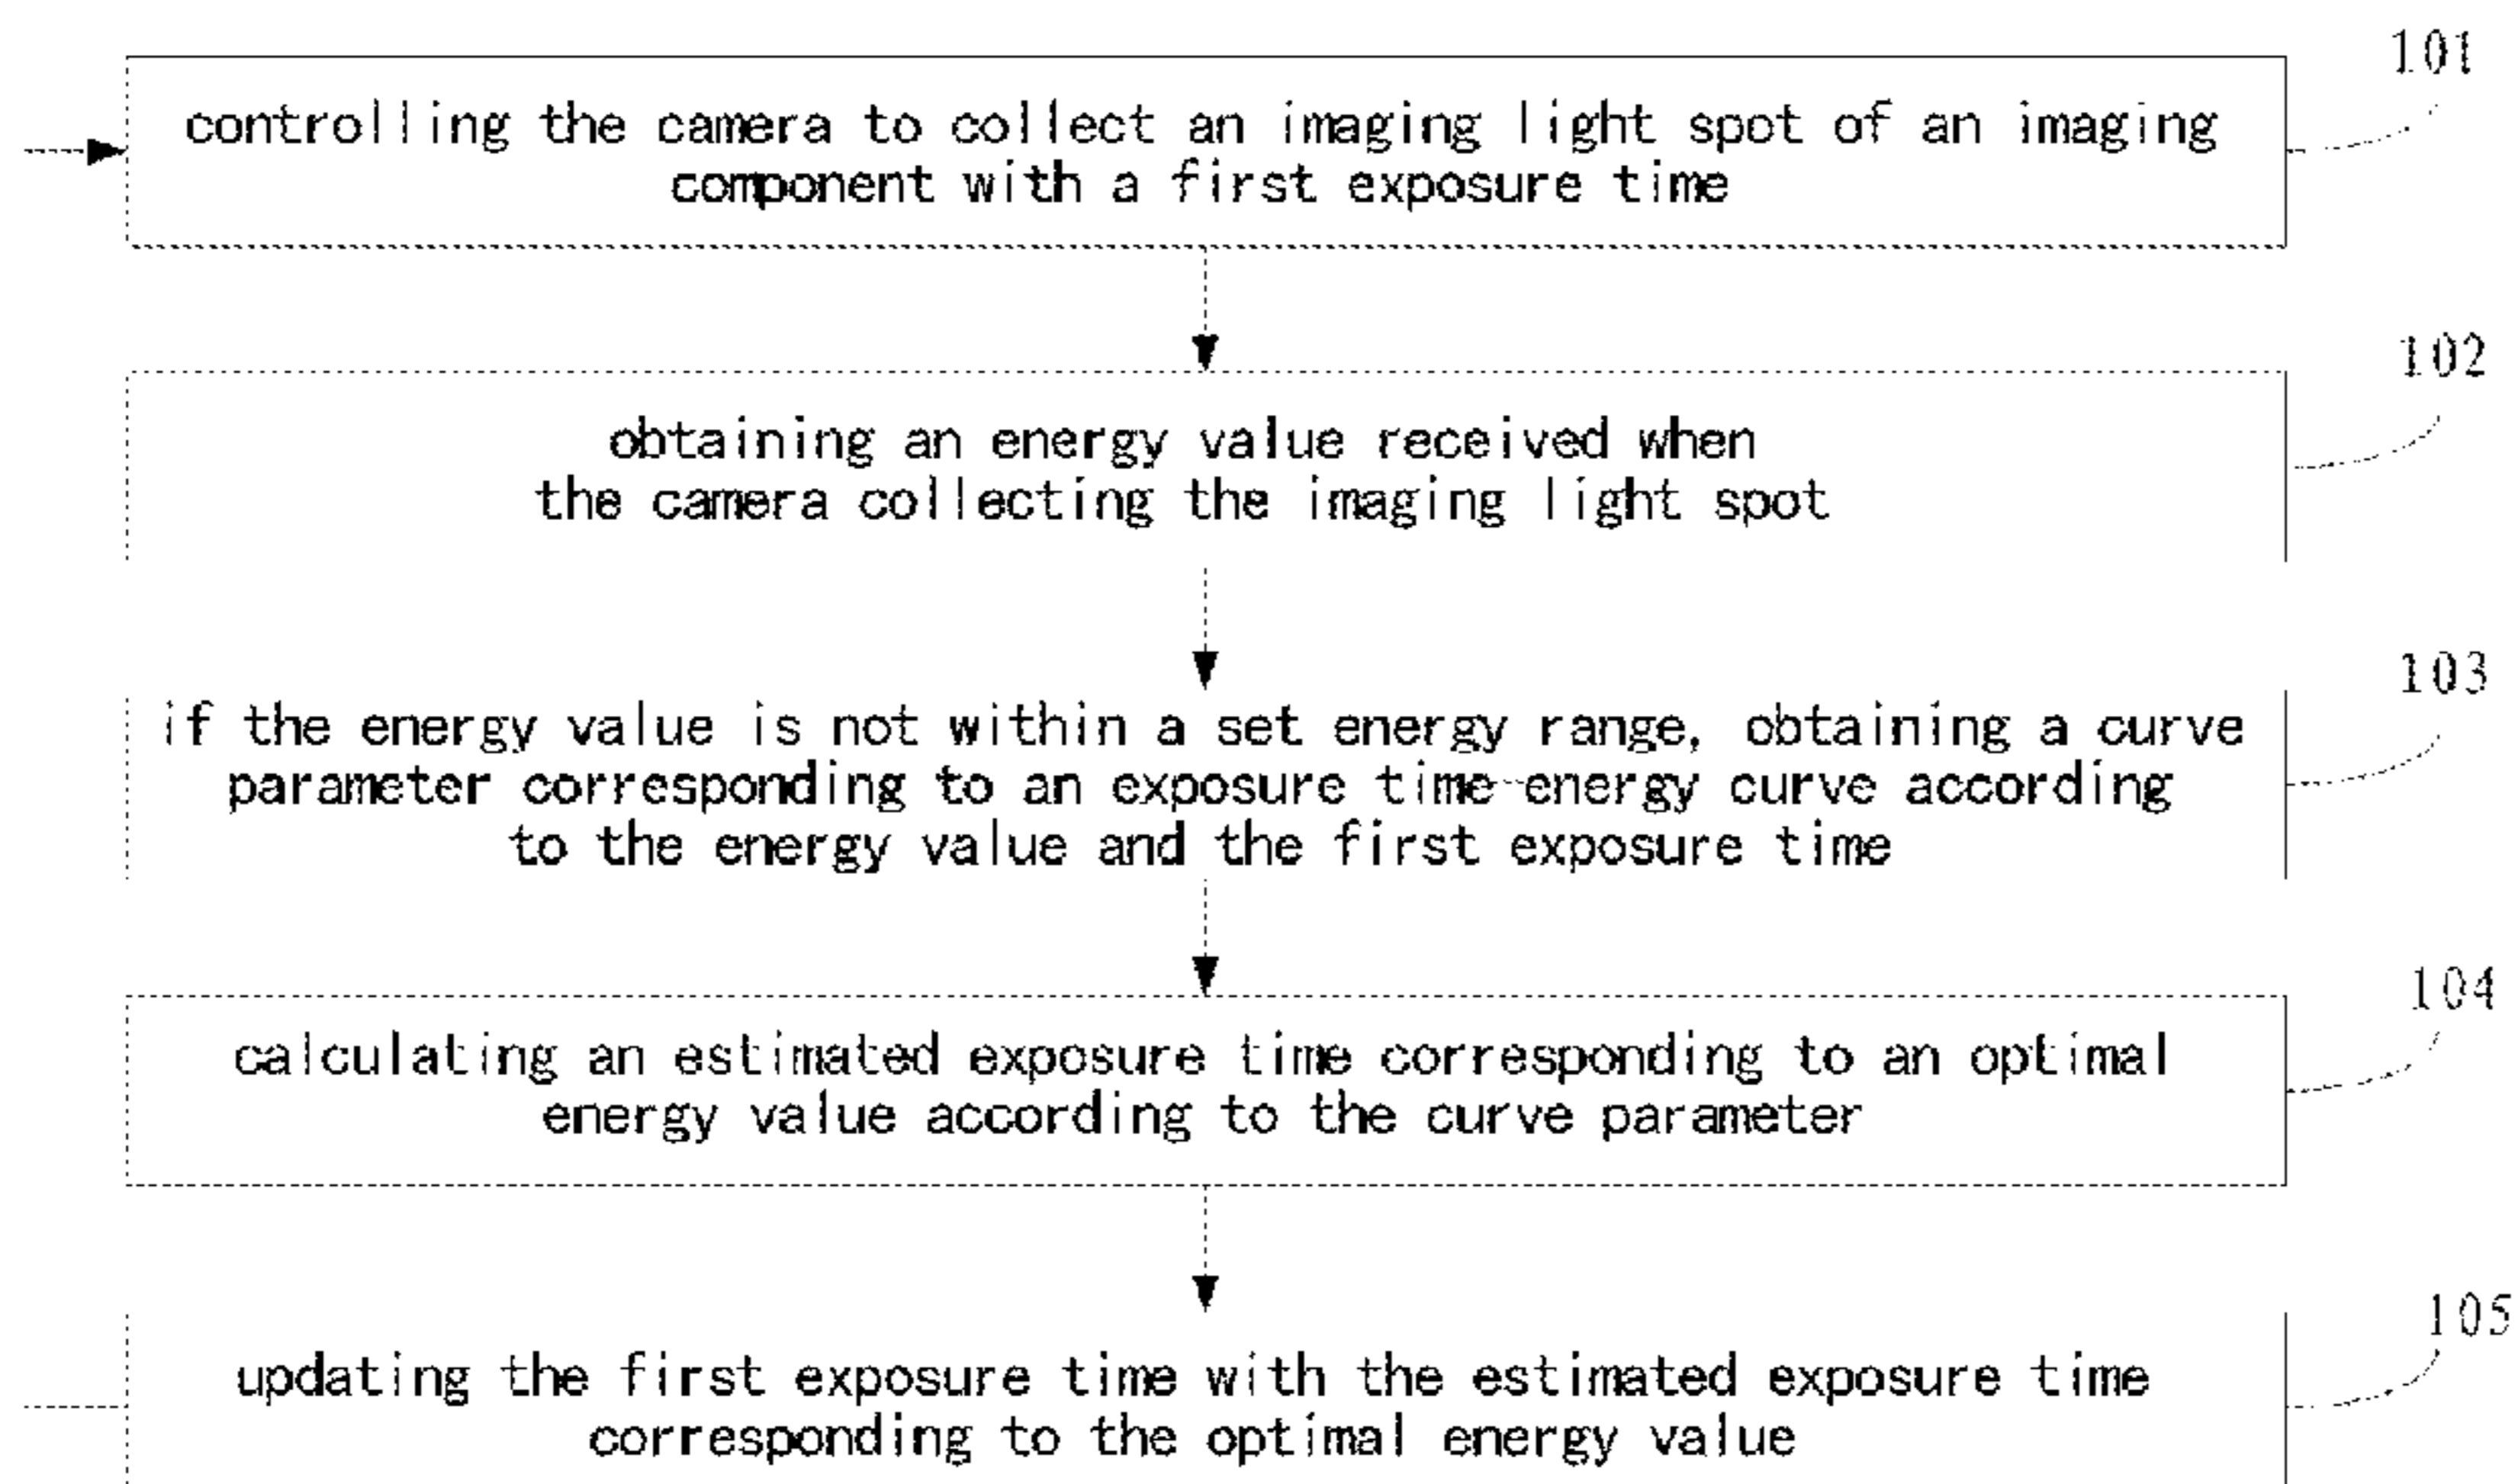 101
controlling the camera to collect an imaging light spot of an imaging
component with a first exposure time
102
obtaining an energy value received when
the camera collecting the imaging light spot
103
if the energy value is not within a set energy range, obtaining a curve
parameter corresponding to an exposure time-energy curve according
to the energy value and the first exposure time
104
calculating an estimated exposure time corresponding to an optimal
energy value according to the curve parameter
105
updating the first exposure time with the estimated exposure time
corresponding to the optimal energy value